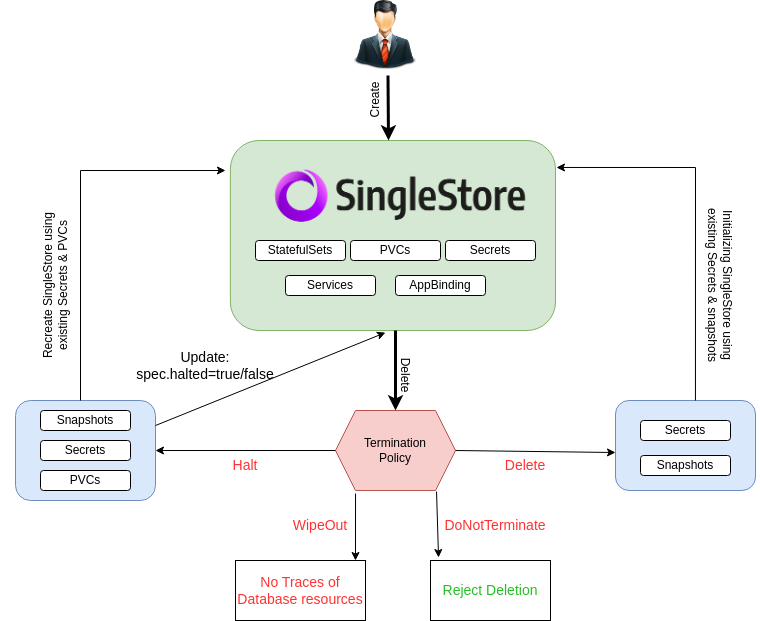 Create
SingleStore
StatefulSets
PVCs
Secrets
Services
AppBinding
Recreate SingleStore using
existing Secrets & PVCs
Initializing SingleStore using
existing Secrets & snapshots
Update:
spec.halted=true/false
Delete
Snapshots
Secrets
PVCs
Termination
Policy
Secrets
Snapshots
Halt
Delete
WipeOut
DoNotTerminate
No Traces of
Database resources
Reject Deletion